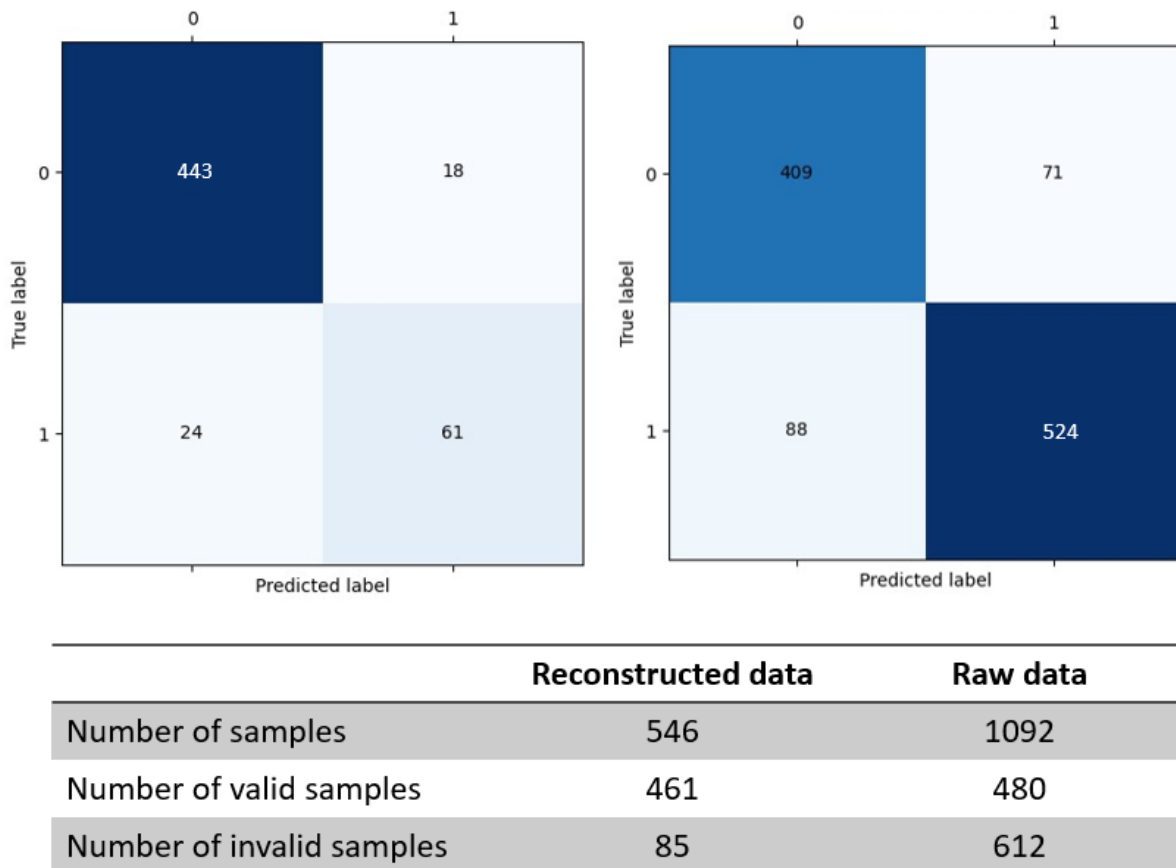 0 1
0 443 18
True label
1 24 61
Predicted label
0 1
0 409 71
True label
1 88 524
Predicted label
Reconstructed data Raw data
Number of samples 546 1092
Number of valid samples 461 480
Number of invalid samples 85 612